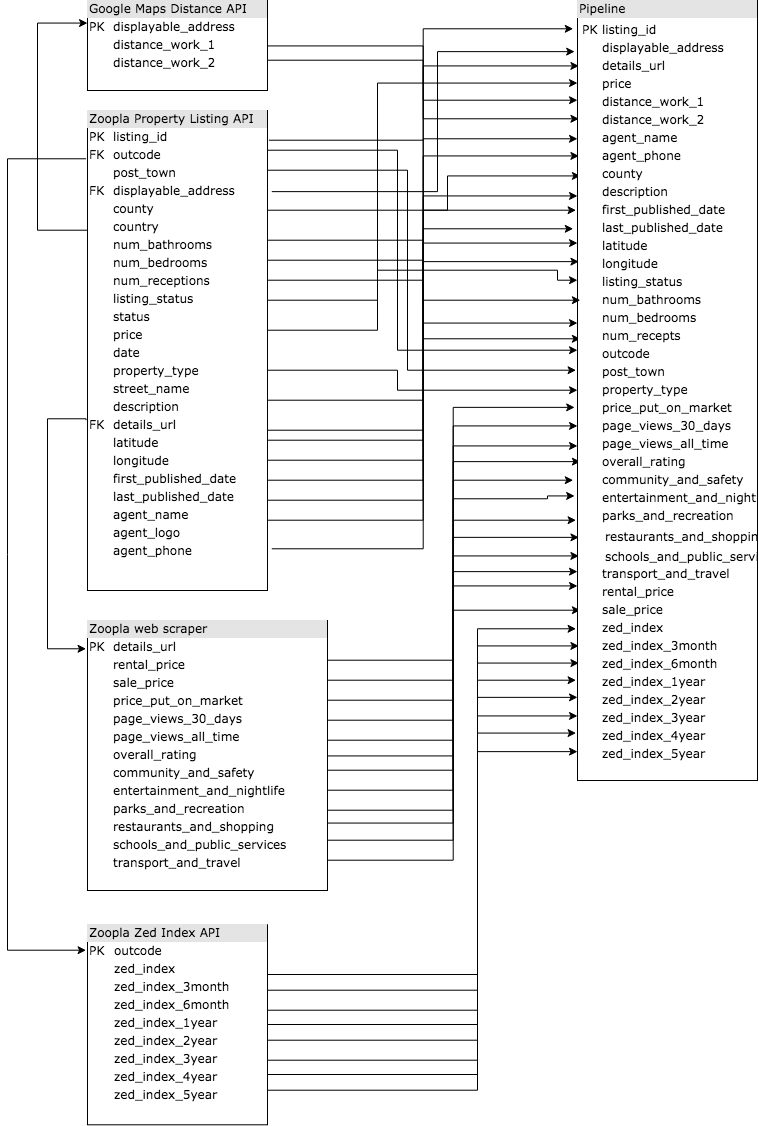 Google Maps Distance API
PK displayable_address
distance_work_1
distance_work_2
Zoopla Property Listing API
PK listing_id
FK outcode
post_town
FK displayable_address
county
country
num_bathrooms
num_bedrooms
num_receptions
listing_status
status
price
date
property_type
street_name
description
FK details_url
latitude
longitude
first_published_date
last_published_date
agent_name
agent_logo
agent_phone
Zoopla web scraper
PK details_url
rental_price
sale_price
price_put_on_market
page_views_30_days
page_views_all_time
overall_rating
community_and_safety
entertainment_and_nightlife
parks_and_recreation
restaurants_and_shopping
schools_and_public_services
transport_and_travel
Zoopla Zed Index API
PK outcode
zed_index
zed_index_3month
zed_index_6month
zed_index_1year
zed_index_2year
zed_index_3year
zed_index_4year
zed_index_5year
Pipeline
PK listing_id
displayable_address
details_url
price
distance_work_1
distance_work_2
agent_name
agent_phone
county
description
first_published_date
last_published_date
latitude
longitude
listing_status
num_bathrooms
num_bedrooms
num_recepts
outcode
post_town
property_type
price_put_on_market
page_views_30_days
page_views_all_time
overall_rating
community_and_safety
entertainment_and_night
parks_and_recreation
restaurants_and_shoppin
schools_and_public_servi
transport_and_travel
rental_price
sale_price
zed_index
zed_index_3month
zed_index_6month
zed_index_1year
zed_index_2year
zed_index_3year
zed_index_4year
zed_index_5year